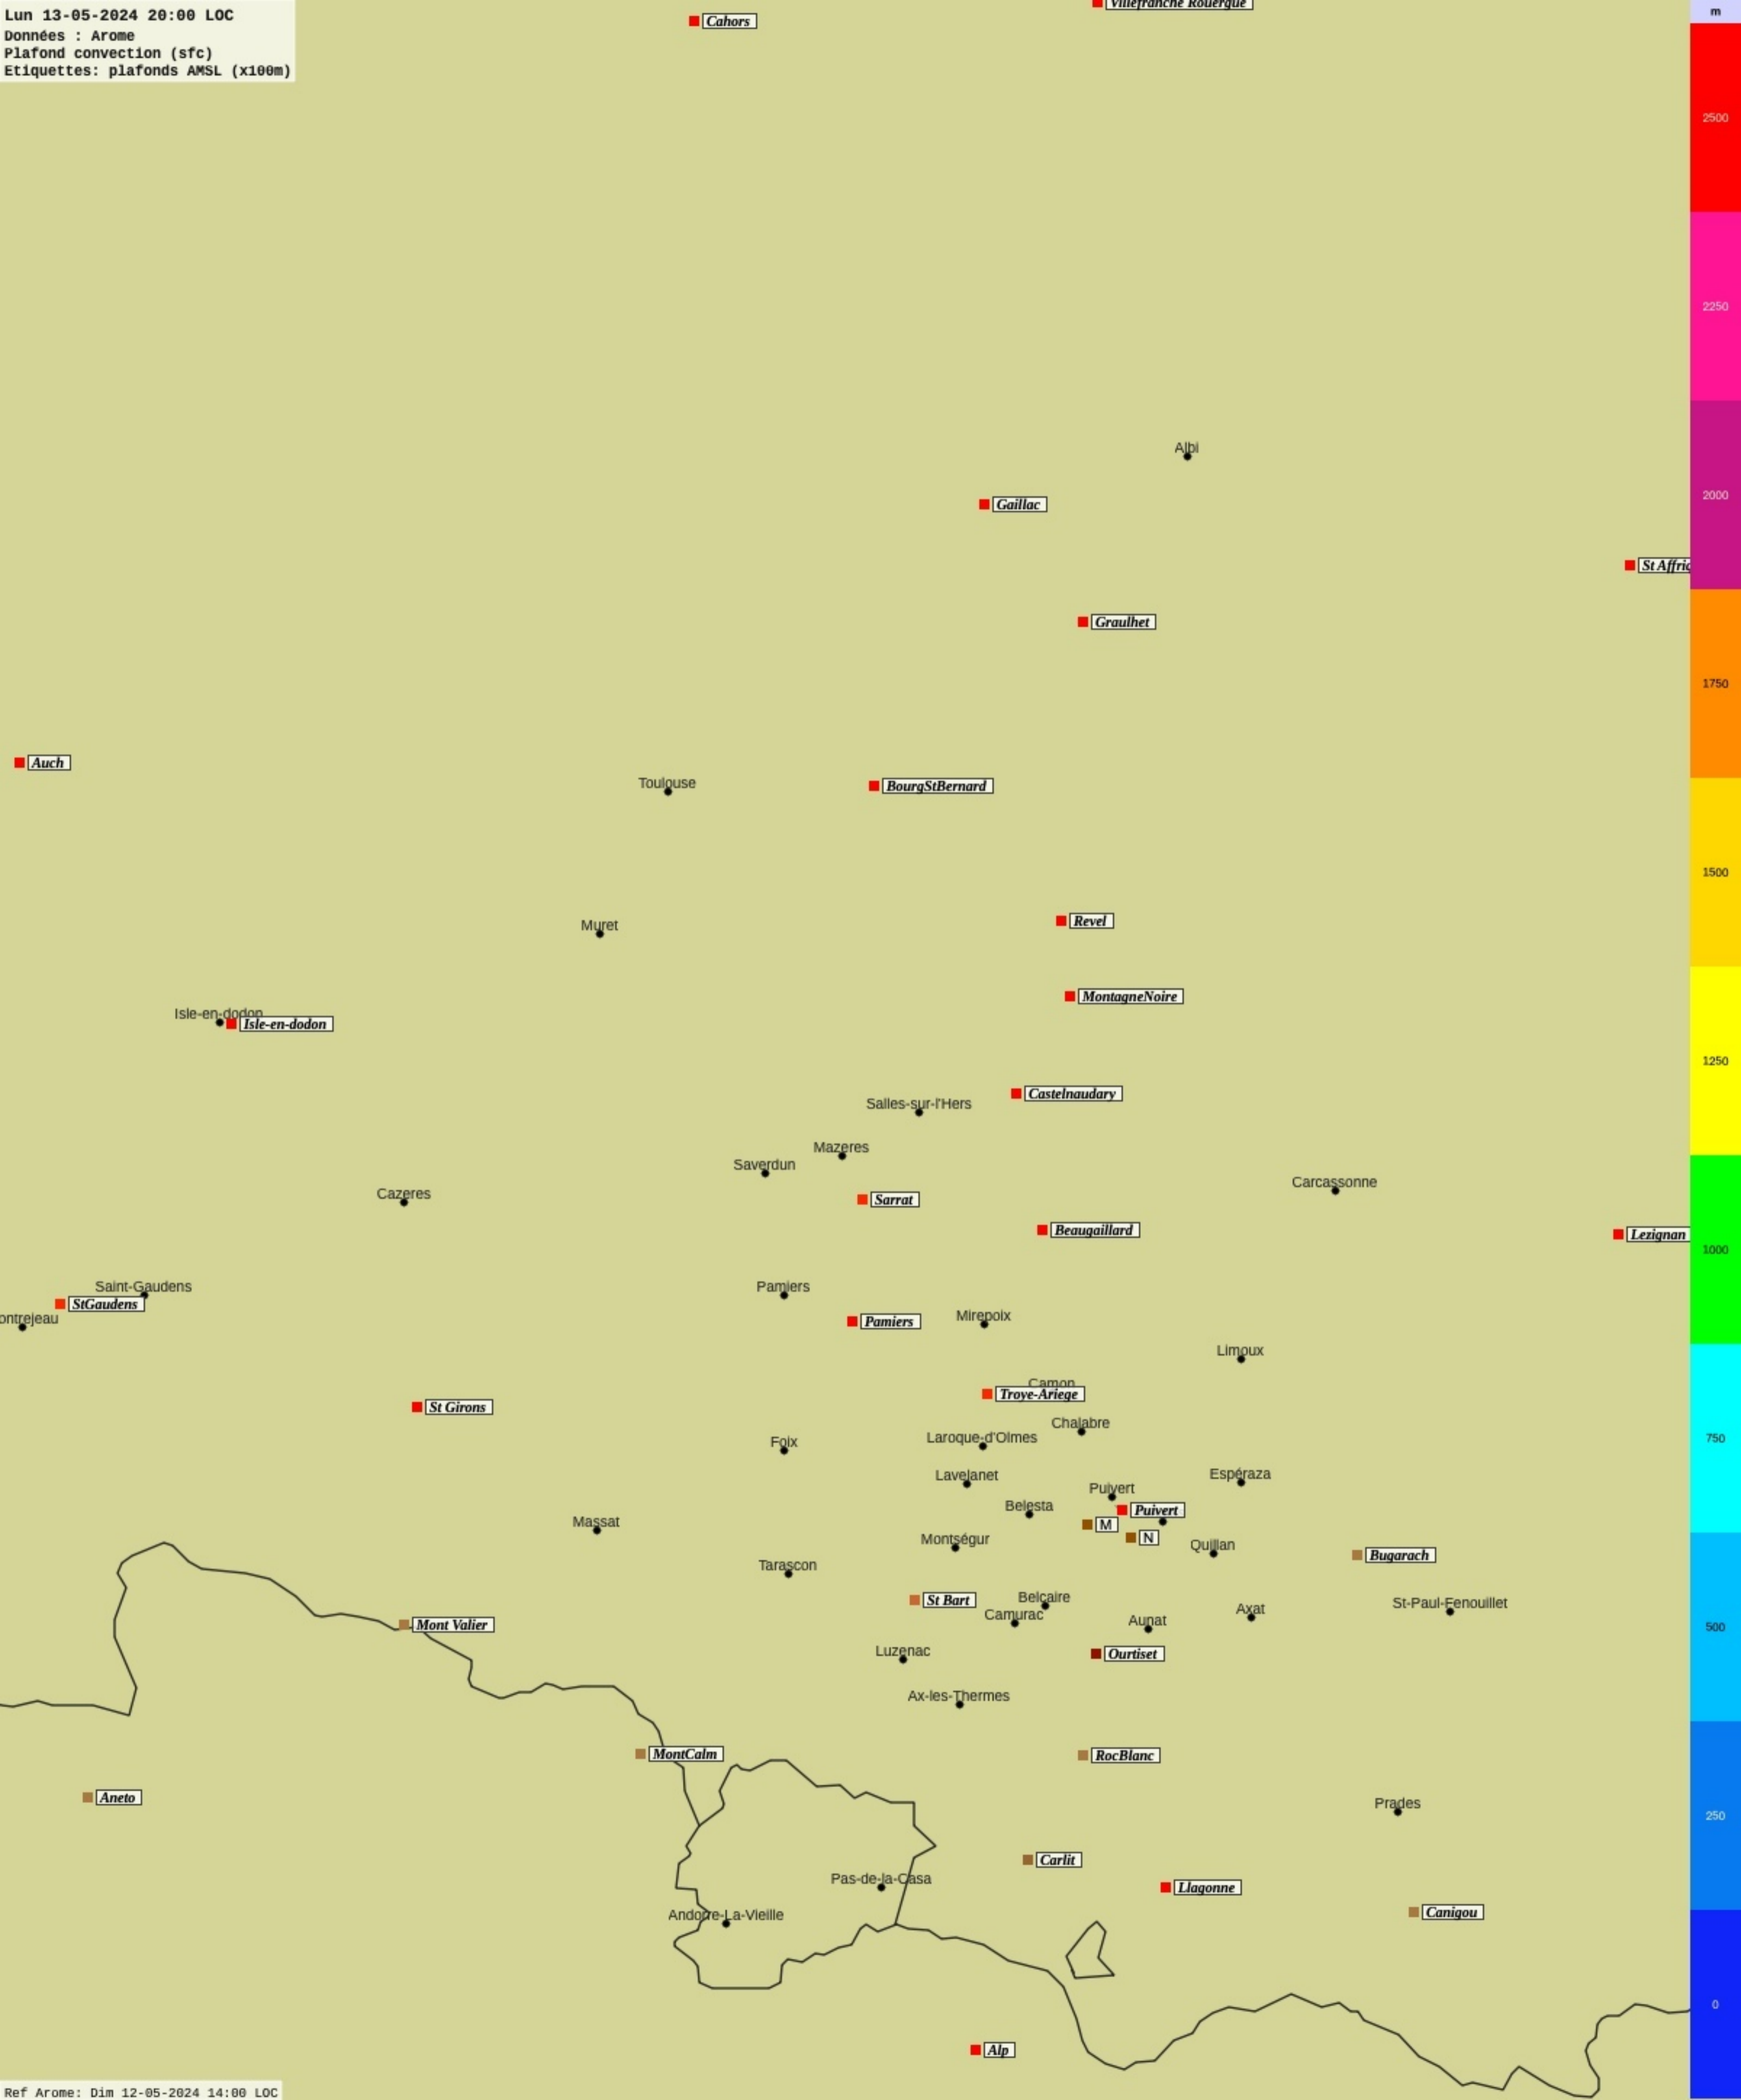 Lun 13-05-2024 20:00 LOC
Données : Arome
Plafond convection (sfc)
Etiquettes: plafonds AMSL (x100m)
Villefranche Rouergue
m
Cahors
2500
2250
Albi
2000
Gaillac
St Affriq
Graulhet
1750
Auch
Toulouse
BourgStBernard
1500
Muret
Revel
MontagneNoire
Isle-en-dodon
Isle-en-dodon
1250
Castelnaudary
Salles-sur-l'Hers
Mazeres
Saverdun
Carcassonne
Cazeres
Sarrat
Beaugaillard
Lezignan
1000
Saint-Gaudens
Pamiers
StGaudens
Mirepoix
ontrejeau
Pamiers
Limoux
Camon
Troye-Ariege
St Girons
Chalabre
Laroque-d'Olmes
750
Foix
Lavelanet
Espéraza
Puivert
Belesta
Puivert
Massat
M
N
Montségur
Quillan
Bugarach
Tarascon
Belcaire
St Bart
St-Paul-Fenouillet
Camurac
Axat
Aunat
Mont Valier
500
Luzenac
Ourtiset
Ax-les-Thermes
MontCalm
RocBlanc
Aneto
Prades
250
Carlit
Pas-de-la-Casa
Llagonne
Canigou
Andorre-La-Vieille
0
Alp
Ref Arome: Dim 12-05-2024 14:00 LOC